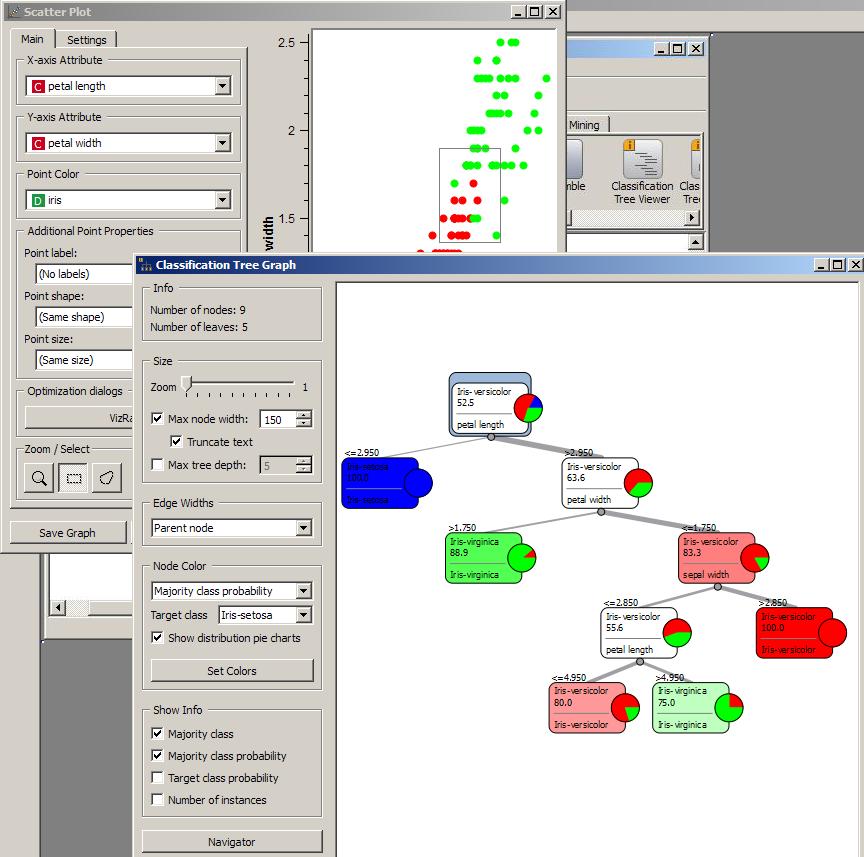 Scatter Plot
Main
Settings
X-axis Attribute
C petal length
Y-axis Attribute
C petal width
Point Color
D iris
Additional Point Properties
Point label:
(No labels)
Point shape:
(Same shape)
Point size:
(Same size)
Optimization dialogs
VizRa
Zoom / Select
Save Graph
2.5
2
1.5
width
Mining
mble
Classification
Tree Viewer
Clas
Tre
Classification Tree Graph
Info
Number of nodes: 9
Number of leaves: 5
Size
Zoom
1
Max node width:
150
Truncate text
Max tree depth:
5
Edge Widths
Parent node
Node Color
Majority class probability
Target class
Iris-setosa
Show distribution pie charts
Set Colors
Show Info
Majority class
Majority class probability
Target class probability
Number of instances
Navigator
Iris-versicolor
52.5
petal length
<=2.950
Iris-setosa
100.0
Iris-setosa
>2.950
Iris-versicolor
63.6
petal width
>1.750
Iris-virginica
88.9
Iris-virginica
<=1.750
Iris-versicolor
83.3
sepal width
<=2.850
Iris-versicolor
55.6
petal length
>2.850
Iris-versicolor
100.0
Iris-versicolor
<=4.950
Iris-versicolor
80.0
Iris-versicolor
>4.950
Iris-virginica
75.0
Iris-virginica